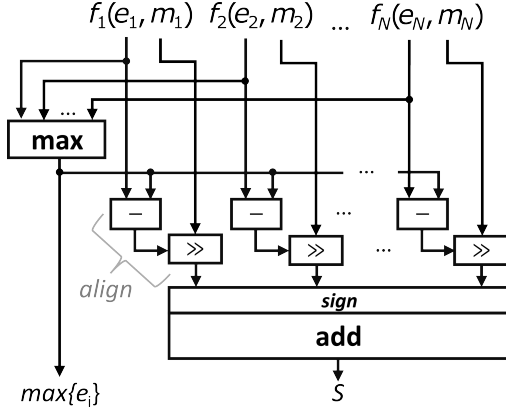 f1(e1, m1) f2(e2, m2) ... fN(eN, mN)
...
max
...
− − ... −
≫ ≫ ... ≫
align
sign
add
max{ei} S